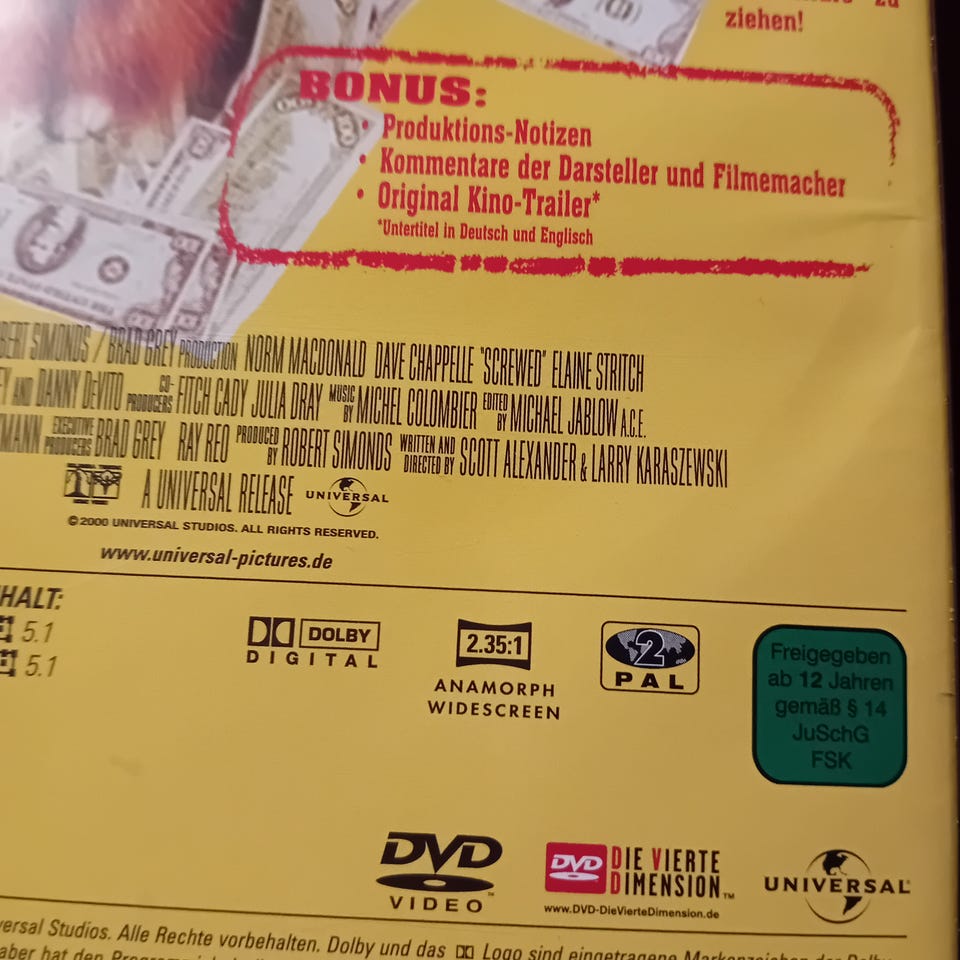 ziehen!
BONUS:
• Produktions-Notizen
• Kommentare der Darsteller und Filmemacher
• Original Kino-Trailer*
*Untertitel in Deutsch und Englisch
SIMONDS / BRAD GREY PRODUCTION NORM MACDONALD DAVE CHAPPELLE "SCREWED" ELAINE STRITCH
AND DANNY DEVITO CO-PRODUCERS FITCH CADY JULIA DRAY MUSIC BY MICHEL COLOMBIER EDITED BY MICHAEL JABLOW A.C.E.
EXECUTIVE PRODUCERS BRAD GREY RAY REO PRODUCED BY ROBERT SIMONDS WRITTEN AND DIRECTED BY SCOTT ALEXANDER & LARRY KARASZEWSKI
A UNIVERSAL RELEASE UNIVERSAL
©2000 UNIVERSAL STUDIOS. ALL RIGHTS RESERVED.
www.universal-pictures.de
HALT:
5.1
5.1
DOLBY
DIGITAL
2.35:1
ANAMORPH
WIDESCREEN
2
PAL
Freigegeben
ab 12 Jahren
gemäß § 14
JuSchG
FSK
DVD
VIDEO
DVD DIE VIERTE
DIMENSION™
www.DVD-DieVierteDimension.de
UNIVERSAL
Studios. Alle Rechte vorbehalten. Dolby und das Logo sind eingetragene Markenzeichen der Dolby
aber hat den